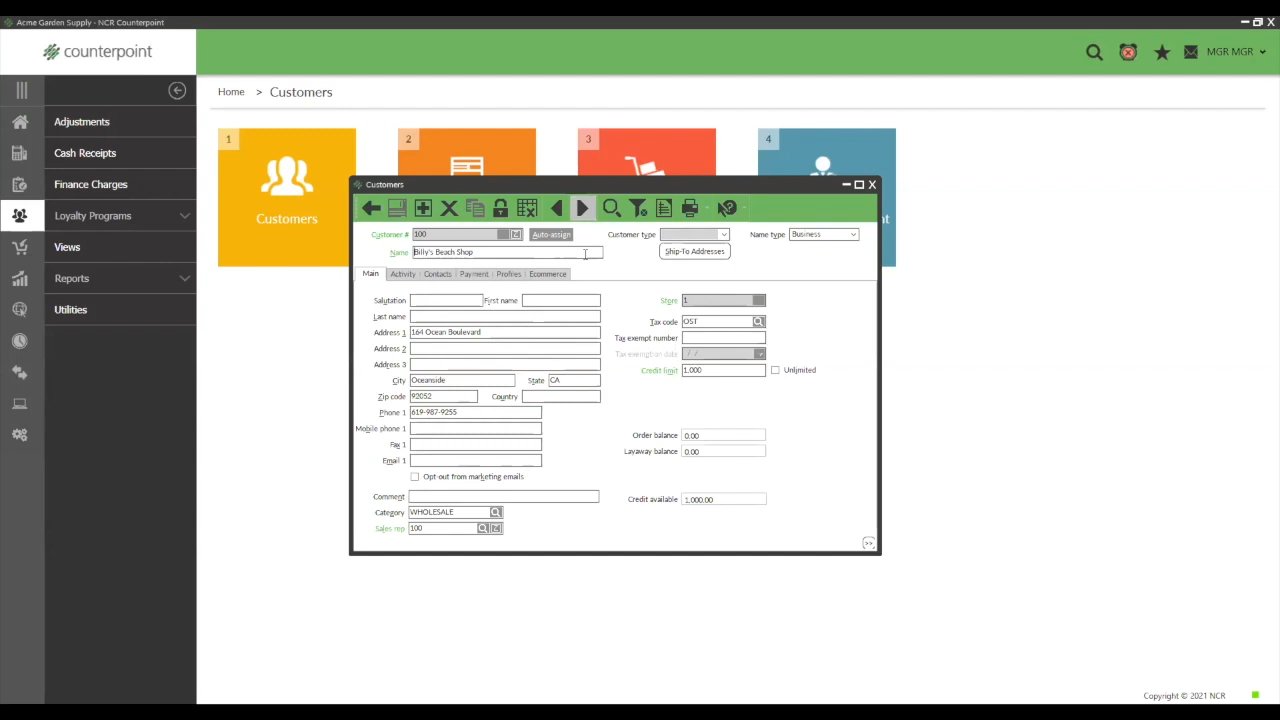 Acme Garden Supply - NCR Counterpoint
counterpoint
MGR MGR
Home > Customers
Adjustments
Cash Receipts
Finance Charges
Loyalty Programs
Views
Reports
Utilities
1
2
3
4
Customers
Customers
Customer # 100 Auto-assign Customer type Name type Business
Name Billy's Beach Shop Ship-To Addresses
Main Activity Contacts Payment Profiles Ecommerce
Salutation First name Store 1
Last name
Tax code OST
Address 1 164 Ocean Boulevard Tax exempt number
Address 2 Tax exemption date / /
Address 3 Credit limit 1,000 Unlimited
City Oceanside State CA
Zip code 92052 Country
Phone 1 619-987-9255
Mobile phone 1 Order balance 0.00
Fax 1 Layaway balance 0.00
Email 1
Opt-out from marketing emails
Comment Credit available 1,000.00
Category WHOLESALE
Sales rep 100
>>
Copyright © 2021 NCR